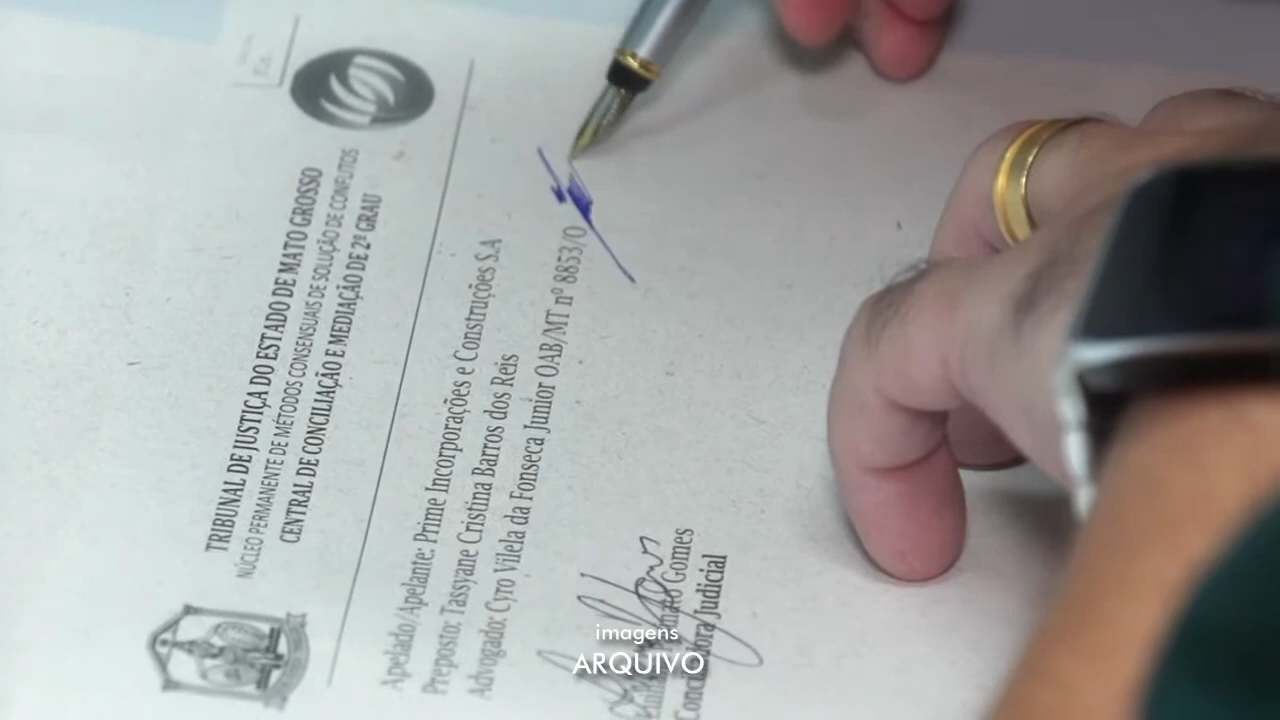 TRIBUNAL DE JUSTIÇA DO ESTADO DE MATO GROSSO
NÚCLEO PERMANENTE DE MÉTODOS CONSENSUAIS DE SOLUÇÃO DE CONFLITOS
CENTRAL DE CONCILIAÇÃO E MEDIAÇÃO DE 2º GRAU
Apelado/Apelante: Prime Incorporações e Construções S.A
Preposto: Tassyane Cristina Barros dos Reis
Advogado: Cyro Vilela da Fonseca Junior OAB/MT nº 8853/O
Gomes
Conciliadora Judicial
imagens
ARQUIVO